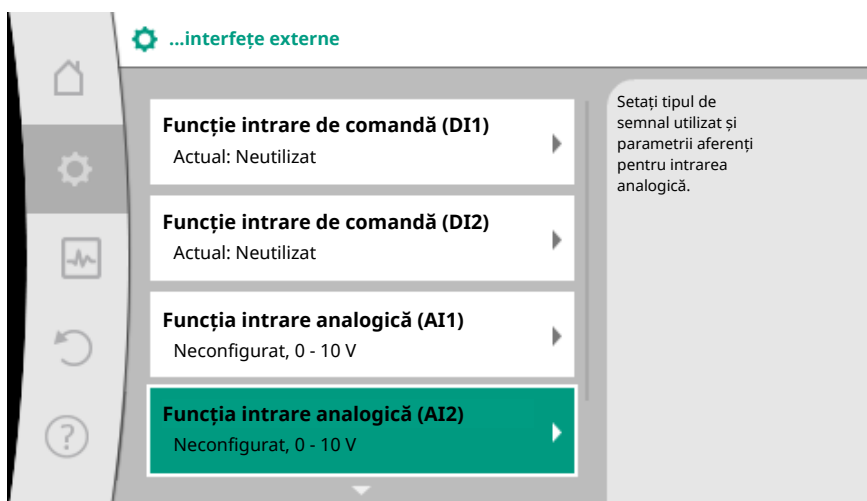 ...interfețe externe
Funcție intrare de comandă (DI1)
Actual: Neutilizat
Funcție intrare de comandă (DI2)
Actual: Neutilizat
Funcția intrare analogică (AI1)
Neconfigurat, 0 - 10 V
Funcția intrare analogică (AI2)
Neconfigurat, 0 - 10 V
Setați tipul de
semnal utilizat și
parametrii aferenți
pentru intrarea
analogică.
?